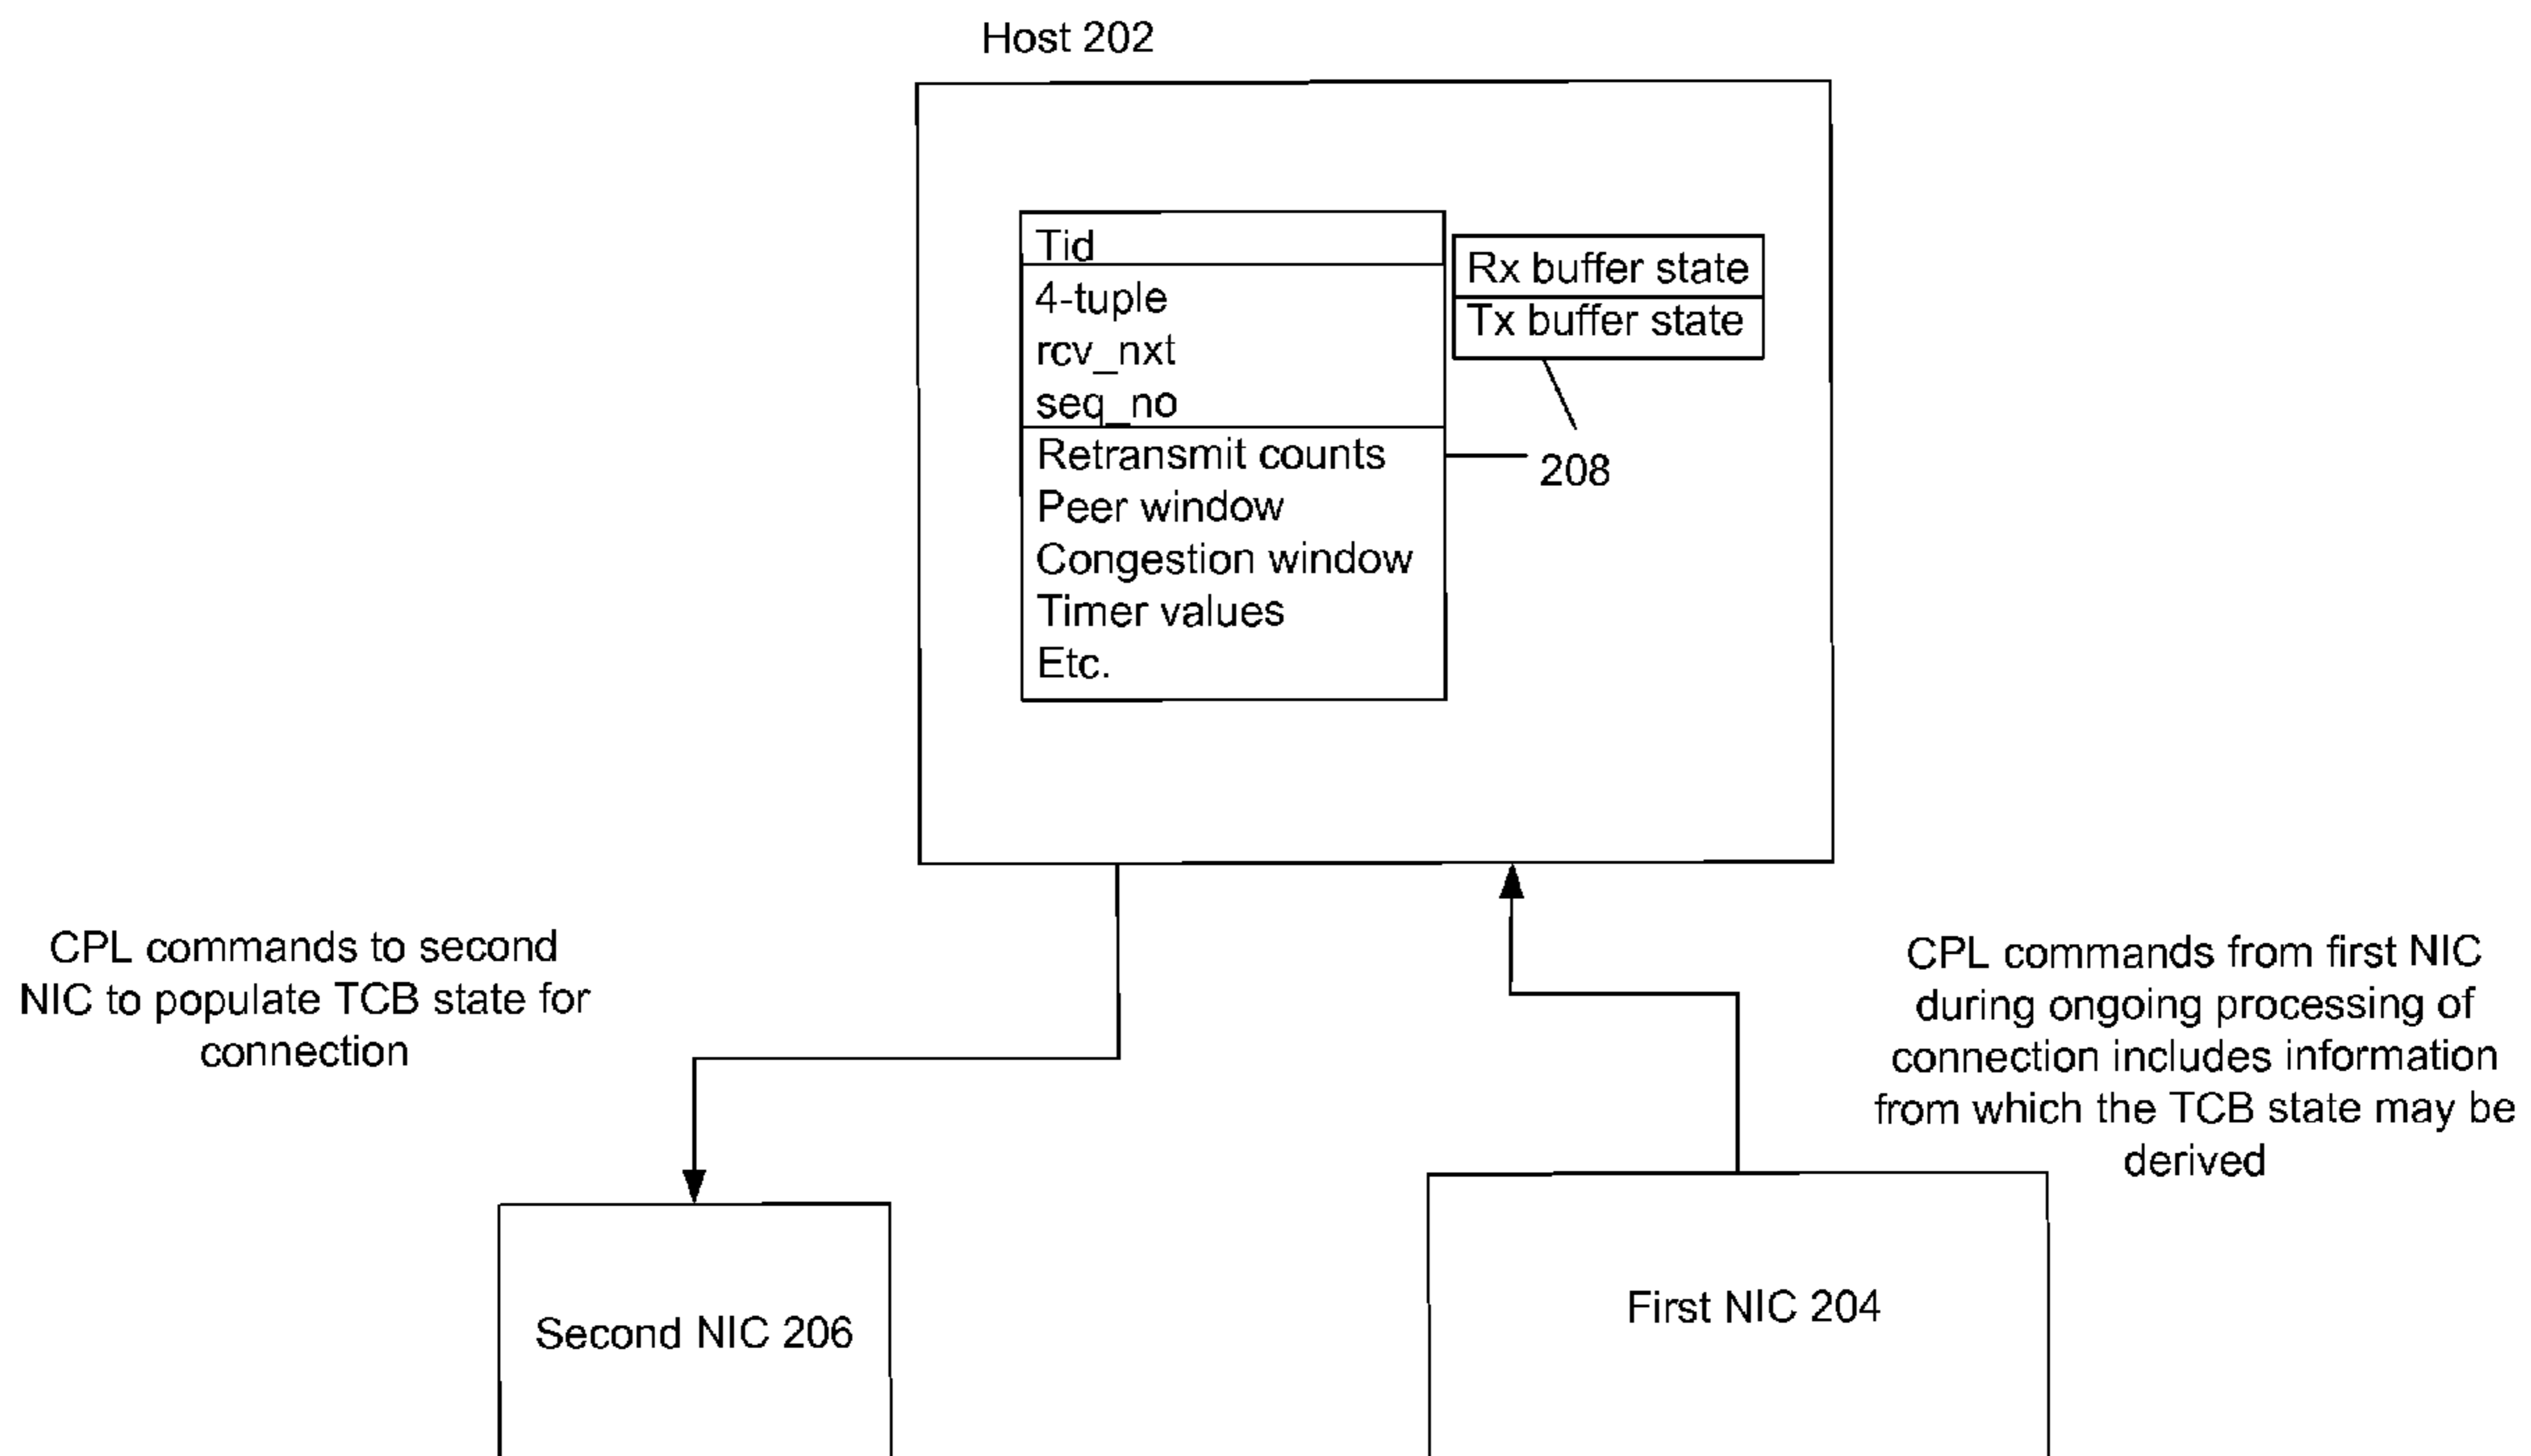 Host 202
Tid
4-tuple
rcv_nxt
seq_no
Retransmit counts
Peer window
Congestion window
Timer values
Etc.
Rx buffer state
Tx buffer state
208
CPL commands to second
NIC to populate TCB state for
connection
CPL commands from first NIC
during ongoing processing of
connection includes information
from which the TCB state may be
derived
Second NIC 206
First NIC 204